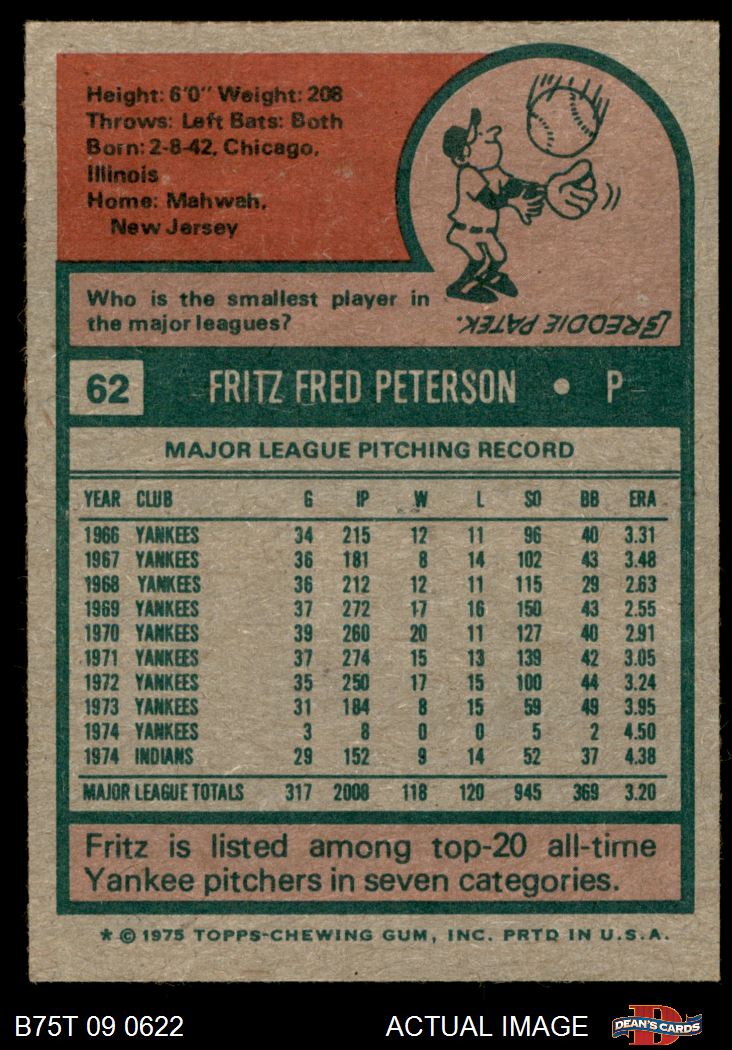 Height: 6'0" Weight: 208
Throws: Left Bats: Both
Born: 2-8-42, Chicago,
Illinois
Home: Mahwah,
New Jersey
Who is the smallest player in
the major leagues?
FREDDIE PATEK.
62 FRITZ FRED PETERSON • P
MAJOR LEAGUE PITCHING RECORD
YEAR CLUB G IP W L SO BB ERA
1966 YANKEES 34 215 12 11 96 40 3.31
1967 YANKEES 36 181 8 14 102 43 3.48
1968 YANKEES 36 212 12 11 115 29 2.63
1969 YANKEES 37 272 17 16 150 43 2.55
1970 YANKEES 39 260 20 11 127 40 2.91
1971 YANKEES 37 274 15 13 139 42 3.05
1972 YANKEES 35 250 17 15 100 44 3.24
1973 YANKEES 31 184 8 15 59 49 3.95
1974 YANKEES 3 8 0 0 5 2 4.50
1974 INDIANS 29 152 9 14 52 37 4.38
MAJOR LEAGUE TOTALS 317 2008 118 120 945 369 3.20
Fritz is listed among top-20 all-time
Yankee pitchers in seven categories.
* © 1975 TOPPS-CHEWING GUM, INC. PRTD IN U.S.A.
B75T 09 0622 ACTUAL IMAGE D DEAN'S CARDS